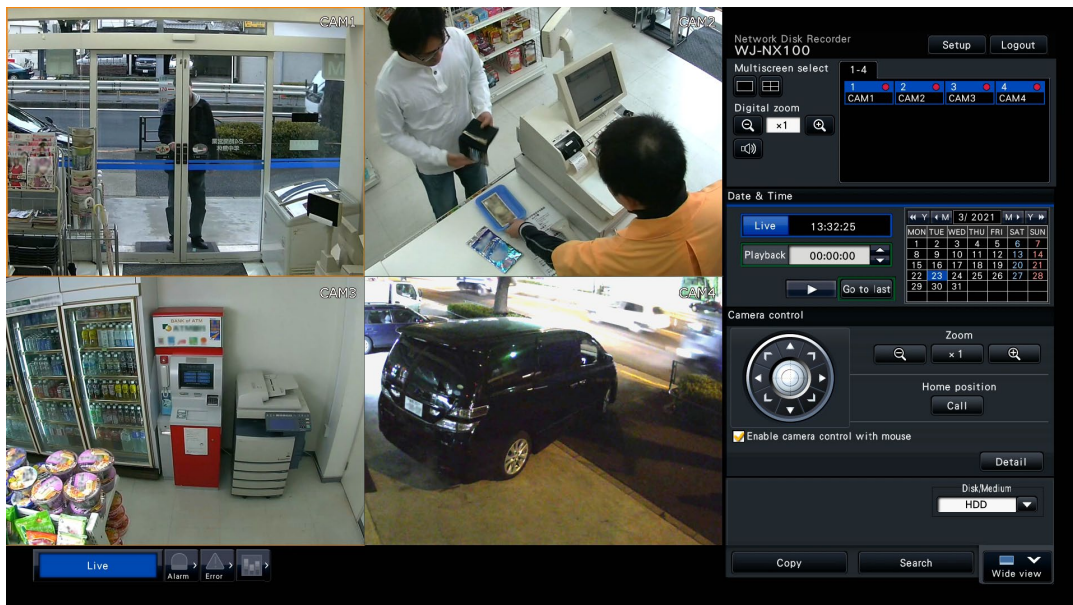 CAM1
CAM2
BANK of ATM
CAM3
CAM4
Network Disk Recorder
WJ-NX100
Setup
Logout
Multiscreen select
1-4
1 2 3 4
CAM1 CAM2 CAM3 CAM4
Digital zoom
×1
Date & Time
Live 13:32:25
Playback 00:00:00
Go to last
Y M 3/ 2021 M Y
MON TUE WED THU FRI SAT SUN
1 2 3 4 5 6 7
8 9 10 11 12 13 14
15 16 17 18 19 20 21
22 23 24 25 26 27 28
29 30 31
Camera control
Zoom
×1
Home position
Call
Enable camera control with mouse
Detail
Disk/Medium
HDD
Live
Alarm
Error
Copy
Search
Wide view